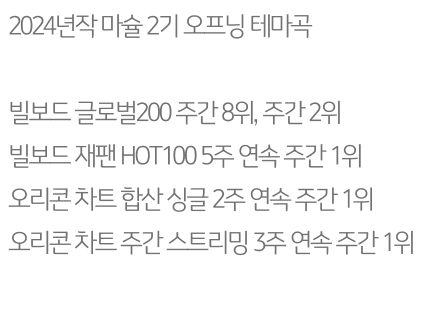 2024년작 마슐 2기 오프닝 테마곡
빌보드 글로벌200 주간 8위, 주간 2위
빌보드 재팬 HOT100 5주 연속 주간 1위
오리콘 차트 합산 싱글 2주 연속 주간 1위
오리콘 차트 주간 스트리밍 3주 연속 주간 1위